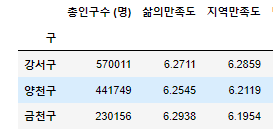 총인구수 (명) 삶의만족도 지역만족도
구
강서구 570011 6.2711 6.2859
양천구 441749 6.2545 6.2119
금천구 230156 6.2938 6.1954